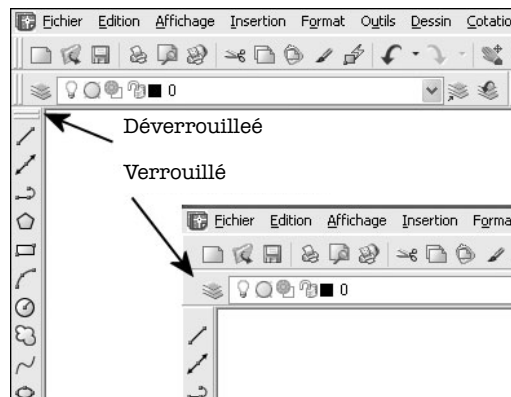 Fichier Edition Affichage Insertion Format Outils Dessin Cotatio
0
Déverrouilleé
Verrouillé
Fichier Edition Affichage Insertion Forma
0